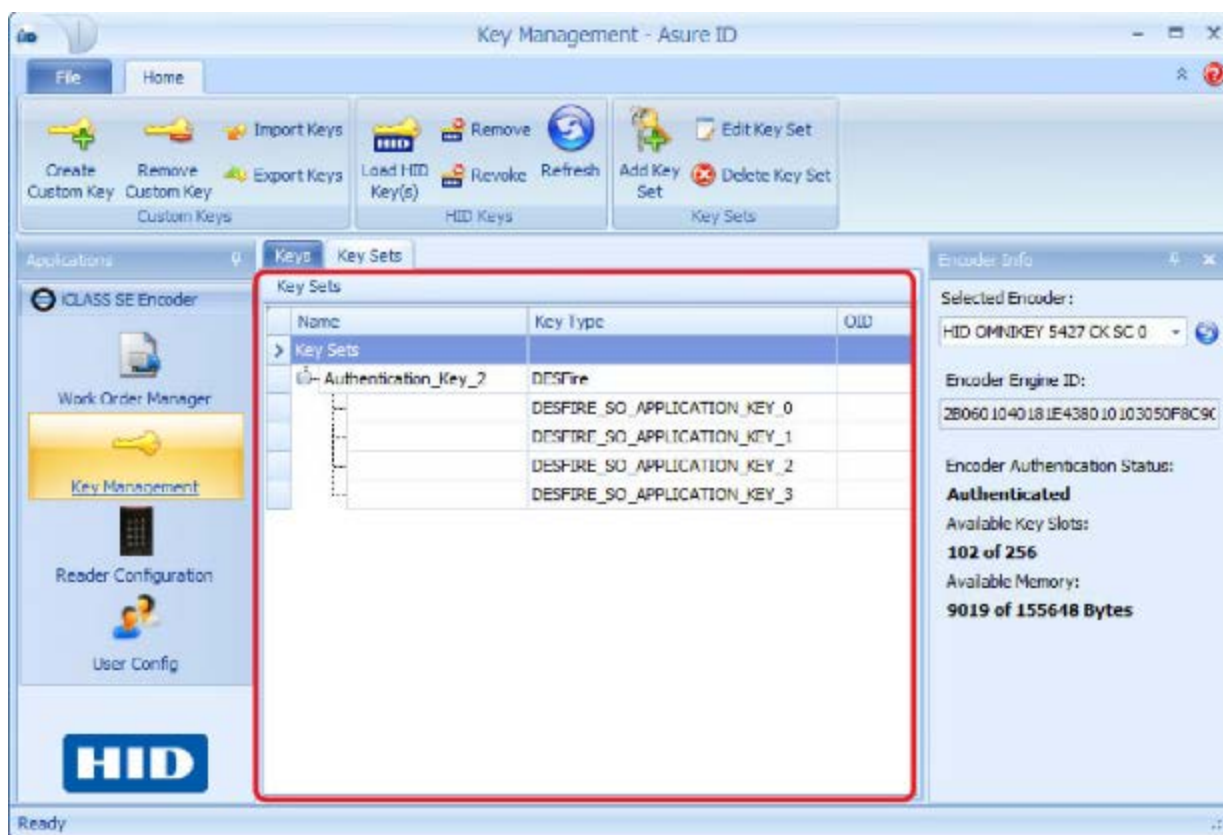 Key Management - Asure ID
File
Home
Create Custom Key
Remove Custom Key
Import Keys
Export Keys
Custom Keys
HID
Load HID Key(s)
Remove
Revoke
Refresh
HID Keys
Add Key Set
Edit Key Set
Delete Key Set
Key Sets
Applications
iCLASS SE Encoder
Work Order Manager
Key Management
Reader Configuration
User Config
HID
Keys
Key Sets
Key Sets
Name Key Type OID
Key Sets
Authentication_Key_2 DESFire
DESFIRE_SO_APPLICATION_KEY_0
DESFIRE_SO_APPLICATION_KEY_1
DESFIRE_SO_APPLICATION_KEY_2
DESFIRE_SO_APPLICATION_KEY_3
Encoder Info
Selected Encoder:
HID OMNIKEY 5427 CK SC 0
Encoder Engine ID:
Encoder Authentication Status:
Authenticated
Available Key Slots:
102 of 256
Available Memory:
9019 of 155648 Bytes
Ready